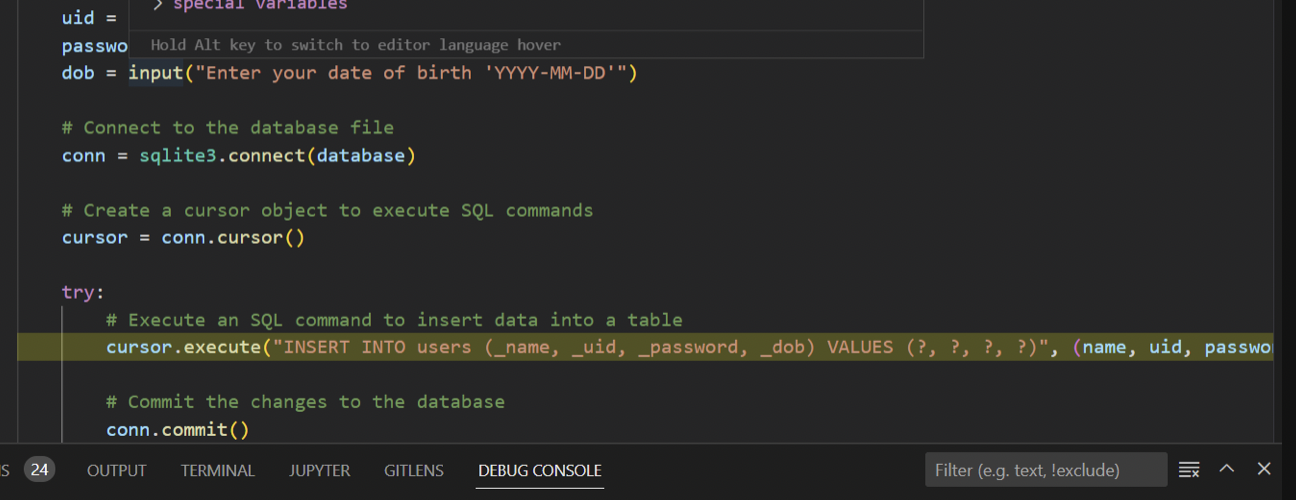 > special variables
uid =
Hold Alt key to switch to editor language hover
dob = input("Enter your date of birth 'YYYY-MM-DD'")
# Connect to the database file
conn = sqlite3.connect(database)
# Create a cursor object to execute SQL commands
cursor = conn.cursor()
try:
# Execute an SQL command to insert data into a table
cursor.execute("INSERT INTO users (_name, _uid, _password, _dob) VALUES (?, ?, ?, ?)", (name, uid,
# Commit the changes to the database
conn.commit()
24 OUTPUT TERMINAL JUPYTER GITLENS DEBUG CONSOLE Filter (e.g. text, !exclude)